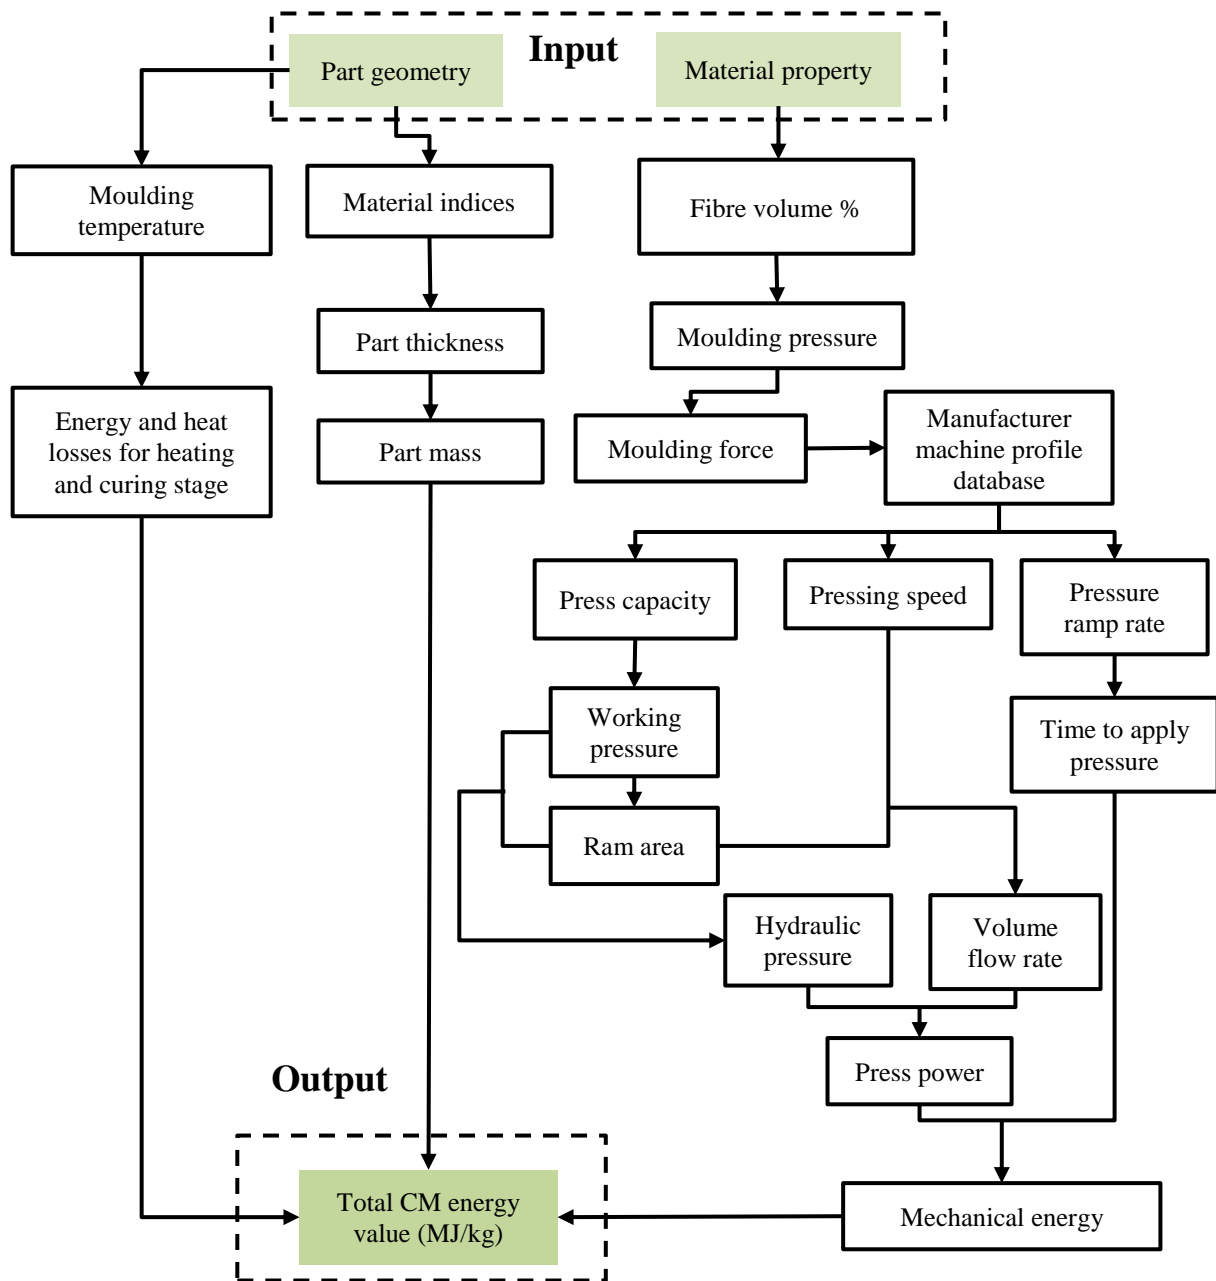 Input
Part geometry
Material property
Moulding
temperature
Material indices
Fibre volume %
Part thickness
Moulding pressure
Energy and heat
losses for heating
and curing stage
Part mass
Moulding force
Manufacturer
machine profile
database
Press capacity
Pressing speed
Pressure
ramp rate
Working
pressure
Time to apply
pressure
Ram area
Hydraulic
pressure
Volume
flow rate
Press power
Output
Total CM energy
value (MJ/kg)
Mechanical energy